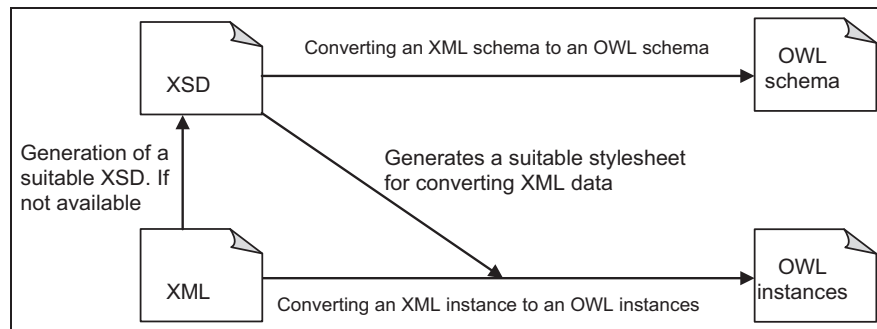 Converting an XML schema to an OWL schema
XSD
OWL
schema
Generation of a
suitable XSD. If
not available
Generates a suitable stylesheet
for converting XML data
XML
Converting an XML instance to an OWL instances
OWL
instances